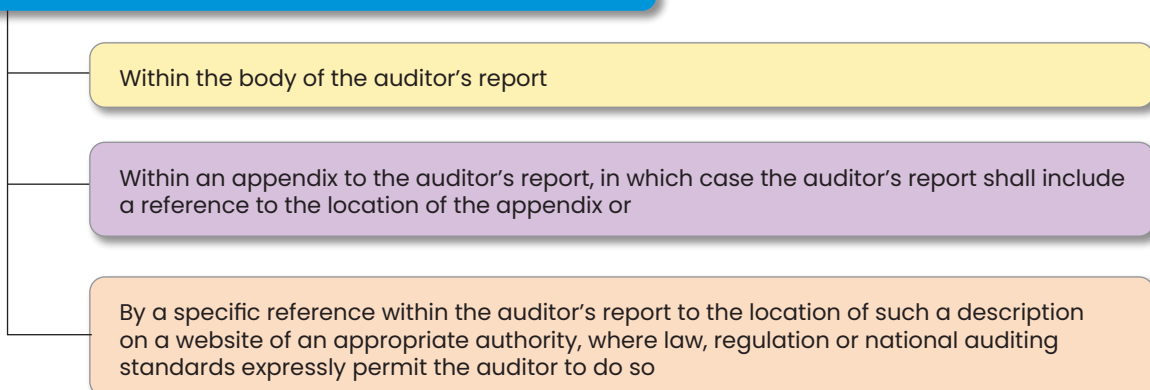 Within the body of the auditor’s report
Within an appendix to the auditor’s report, in which case the auditor’s report shall include
a reference to the location of the appendix or
By a specific reference within the auditor’s report to the location of such a description
on a website of an appropriate authority, where law, regulation or national auditing
standards expressly permit the auditor to do so